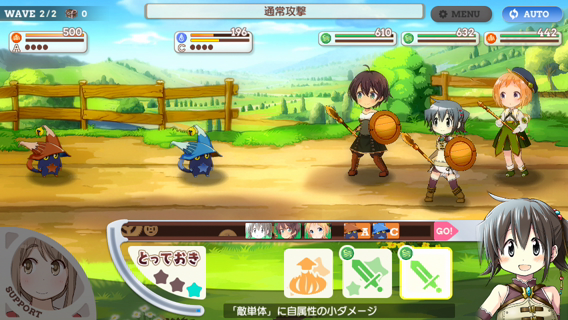 WAVE 2/2 0
通常攻撃
MENU
AUTO
500
A
196
C
610
632
442
A
C
GO!
とっておき
SUPPORT
「敵単体」に自属性の小ダメージ